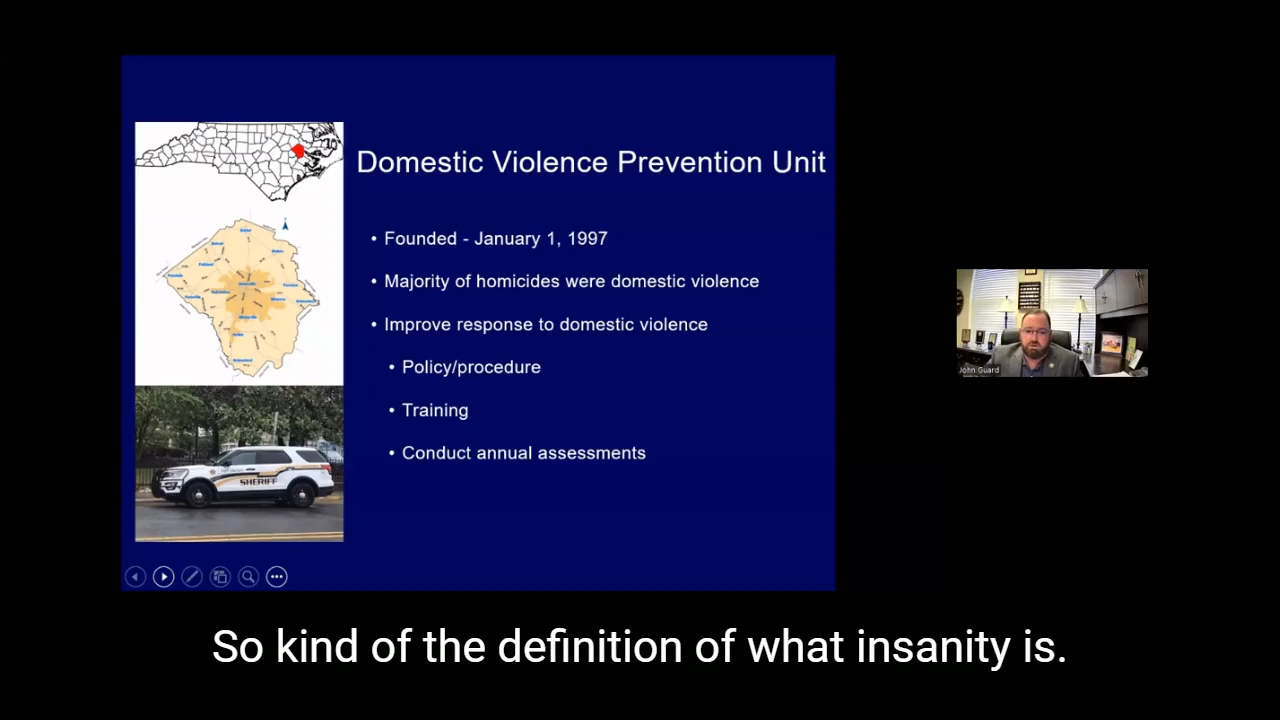 Domestic Violence Prevention Unit
• Founded - January 1, 1997
• Majority of homicides were domestic violence
• Improve response to domestic violence
• Policy/procedure
• Training
• Conduct annual assessments
SHERIFF
John Guard
So kind of the definition of what insanity is.